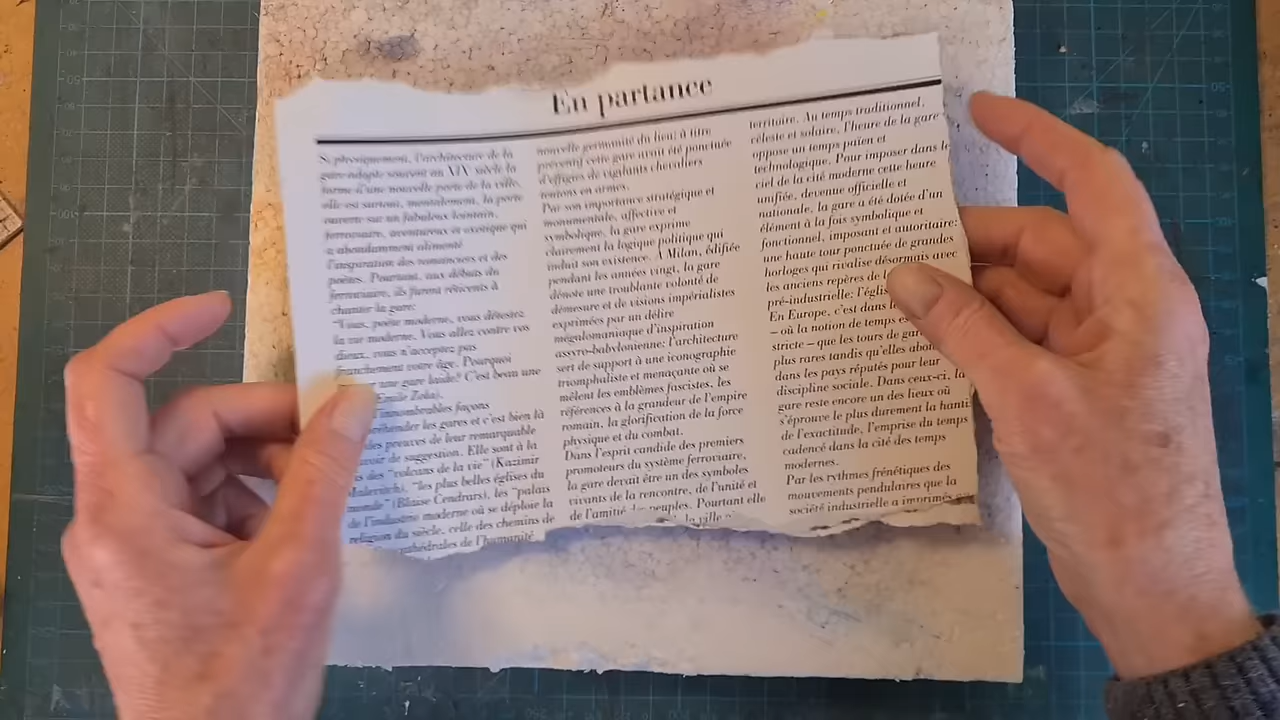 En partance
Si physiquement, l'architecture de la
gare adopte souvent au XIXe siècle la
forme d'une nouvelle porte de la ville,
elle est surtout, mentalement, la porte
ouverte sur un fabuleux lointain,
ferroviaire, aventureux et exotique qui
a abondamment alimenté
l'inspiration des romanciers et des
poètes. Pourtant, aux débuts du
ferroviaire, ils furent réticents à
chanter la gare:
"Vous, poète moderne, vous détestez
la vie moderne. Vous allez contre vos
dieux, vous n'acceptez pas
franchement votre âge. Pourquoi
une gare laide? C'est beau une
(Emile Zola).
innombrables façons
les gares et c'est bien là
des preuves de leur remarquable
de suggestion. Elle sont à la
des "volcans de la vie" (Kazimir
Malevitch), "les plus belles églises du
monde" (Blaise Cendrars), les "palais
de l'industrie moderne où se déploie la
religion du siècle, celle des chemins de
cathédrales de l'humanité
nouvelle germanité du lieu: à titre
préventif cette gare avait été ponctuée
d'effigies de vigilants chevaliers
teutons en armes.
Par son importance stratégique et
monumentale, affective et
symbolique, la gare exprime
clairement la logique politique qui
induit son existence. A Milan, édifiée
pendant les années vingt, la gare
dénote une troublante volonté de
démesure et de visions impérialistes
exprimées par un délire
mégalomaniaque d'inspiration
assyro-babylonienne: l'architecture
sert de support à une iconographie
triomphaliste et menaçante où se
mêlent les emblèmes fascistes, les
références à la grandeur de l'empire
romain, la glorification de la force
physique et du combat.
Dans l'esprit candide des premiers
promoteurs du système ferroviaire,
la gare devait être un des symboles
vivants de la rencontre, de l'unité et
de l'amitié des peuples. Pourtant elle
la ville
territoire. Au temps traditionnel,
céleste et solaire, l'heure de la gare
oppose un temps païen et
technologique. Pour imposer dans le
ciel de la cité moderne cette heure
unifiée, devenue officielle et
nationale, la gare a été dotée d'un
élément à la fois symbolique et
fonctionnel, imposant et autoritaire:
une haute tour ponctuée de grandes
horloges qui rivalise désormais avec
les anciens repères de
pré-industrielle: l'égli
En Europe, c'est dans le
– où la notion de temps es
stricte – que les tours de gar
plus rares tandis qu'elles abon
dans les pays réputés pour leur
discipline sociale. Dans ceux-ci, la
gare reste encore un des lieux où
s'éprouve le plus durement la hanti
de l'exactitude, l'emprise du temps
cadencé dans la cité des temps
modernes.
Par les rythmes frénétiques des
mouvements pendulaires que la
société industrielle a imprimés